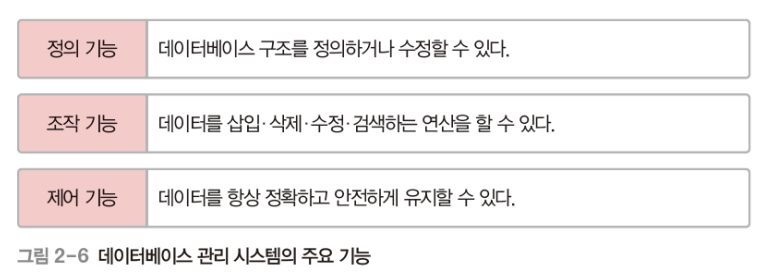 정의 기능 데이터베이스 구조를 정의하거나 수정할 수 있다.
조작 기능 데이터를 삽입·삭제·수정·검색하는 연산을 할 수 있다.
제어 기능 데이터를 항상 정확하고 안전하게 유지할 수 있다.
그림 2-6 데이터베이스 관리 시스템의 주요 기능